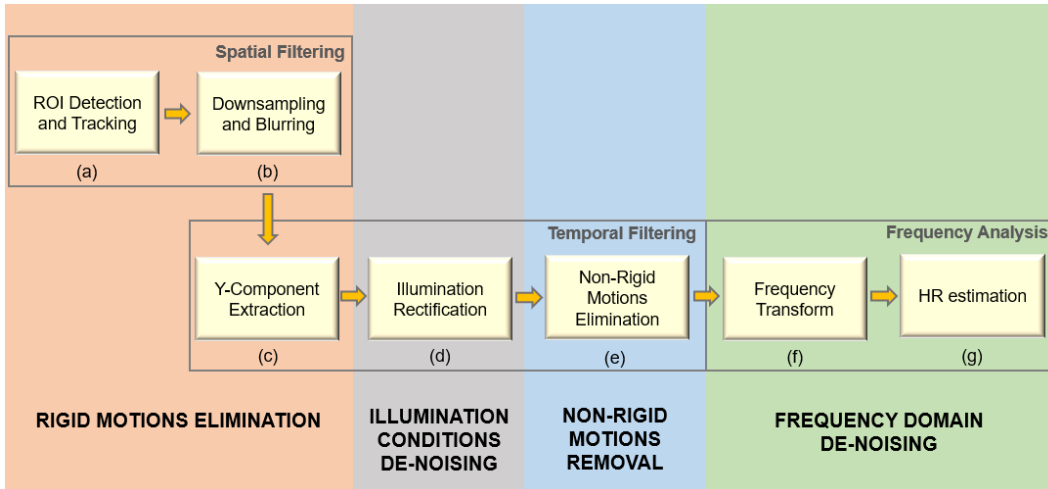 Spatial Filtering
ROI Detection
and Tracking
(a)
Downsampling
and Blurring
(b)
Temporal Filtering
Frequency Analysis
Y-Component
Extraction
(c)
Illumination
Rectification
(d)
Non-Rigid
Motions
Elimination
(e)
Frequency
Transform
(f)
HR estimation
(g)
RIGID MOTIONS ELIMINATION
ILLUMINATION
CONDITIONS
DE-NOISING
NON-RIGID
MOTIONS
REMOVAL
FREQUENCY DOMAIN
DE-NOISING